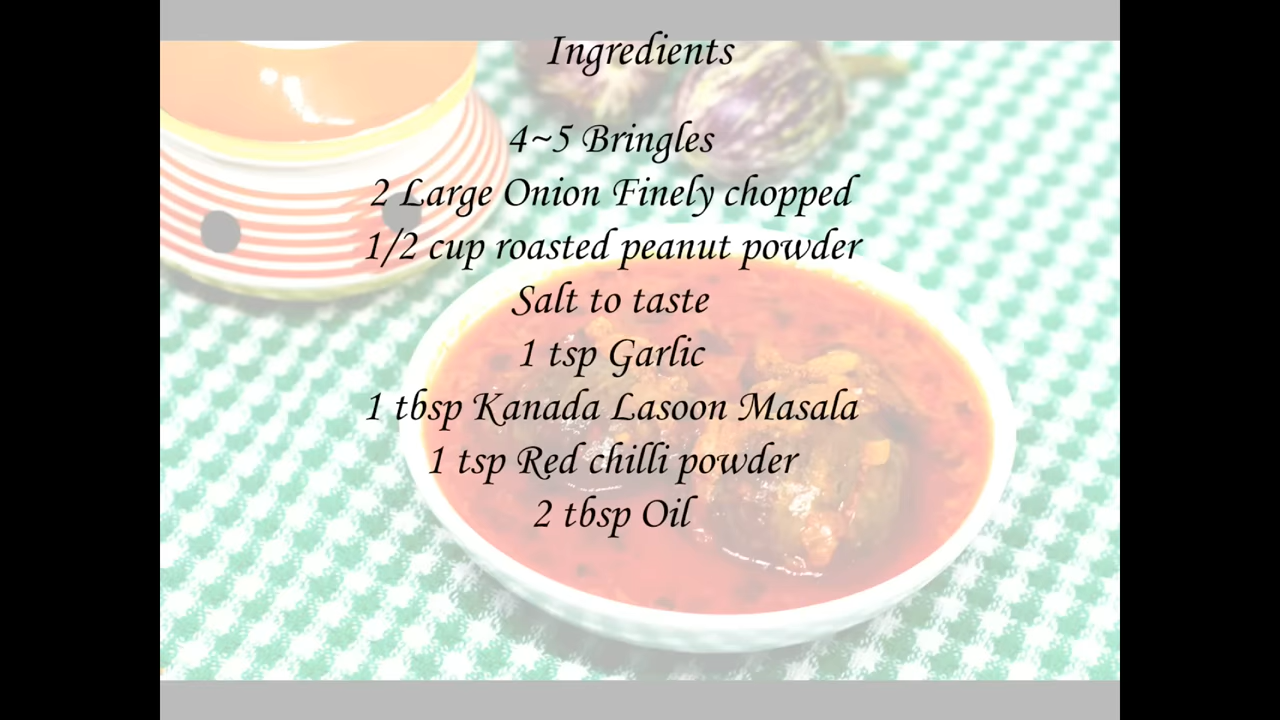 Ingredients
4~5 Bringles
2 Large Onion Finely chopped
1/2 cup roasted peanut powder
Salt to taste
1 tsp Garlic
1 tbsp Kanada Lasoon Masala
1 tsp Red chilli powder
2 tbsp Oil